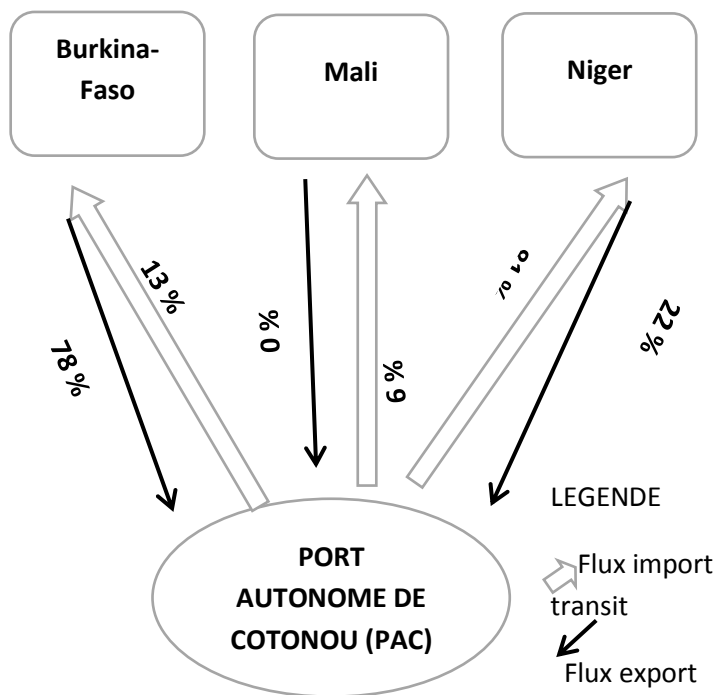 Burkina-
Faso
Mali
Niger
13 %
78 %
0 %
6 %
22 %
PORT
AUTONOME DE
COTONOU (PAC)
LEGENDE
Flux import
transit
Flux export